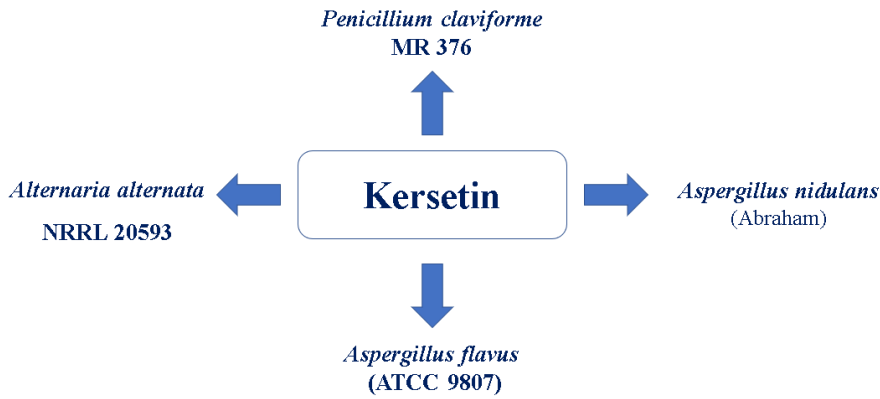 Penicillium claviforme
MR 376
Alternaria alternata
NRRL 20593
Kersetin
Aspergillus nidulans
(Abraham)
Aspergillus flavus
(ATCC 9807)